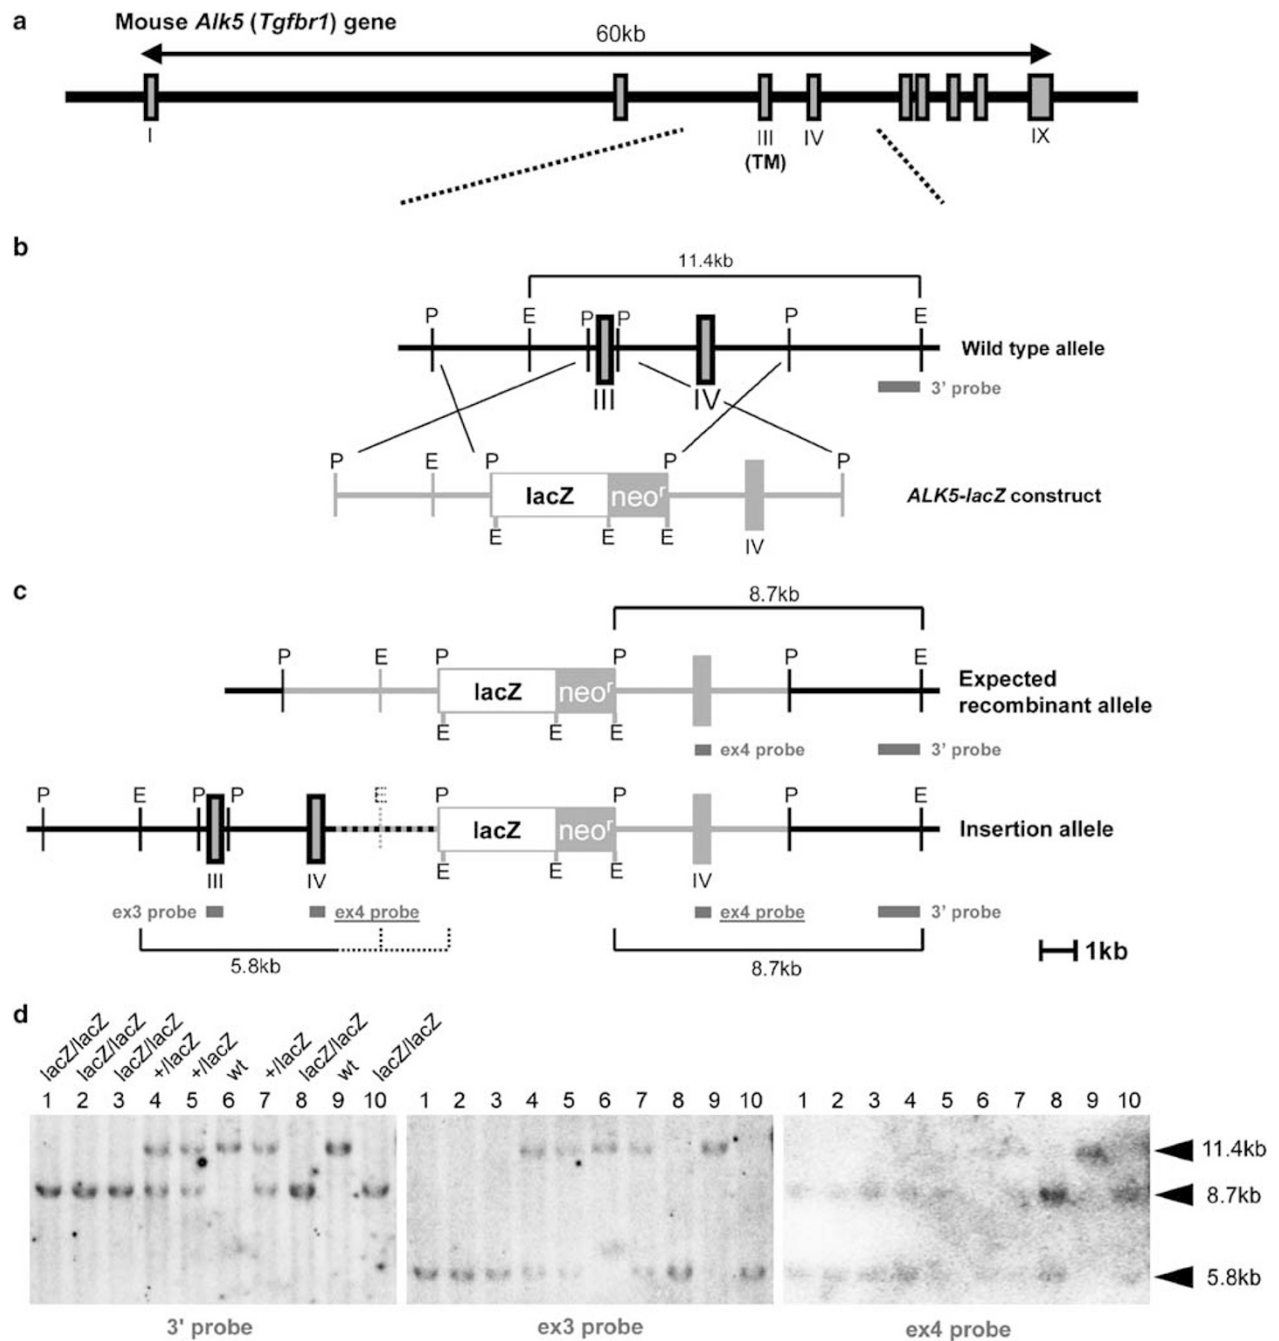 a
Mouse Alk5 (Tgfbr1) gene
60kb
I III IV IX
(TM)
b
11.4kb
P E P P P E
Wild type allele
III IV
3' probe
P E P P P
lacZ neoʳ
ALK5-lacZ construct
E E E
IV
c
8.7kb
P E P P P E
lacZ neoʳ
Expected
recombinant allele
E E E
ex4 probe 3' probe
P E P P E P P P E
lacZ neoʳ
Insertion allele
E E E
III IV IV
ex3 probe ex4 probe ex4 probe 3' probe
5.8kb 8.7kb
1kb
d
lacZ/lacZ lacZ/lacZ lacZ/lacZ +/lacZ +/lacZ wt +/lacZ lacZ/lacZ wt lacZ/lacZ
1 2 3 4 5 6 7 8 9 10 1 2 3 4 5 6 7 8 9 10 1 2 3 4 5 6 7 8 9 10
11.4kb
8.7kb
5.8kb
3' probe ex3 probe ex4 probe